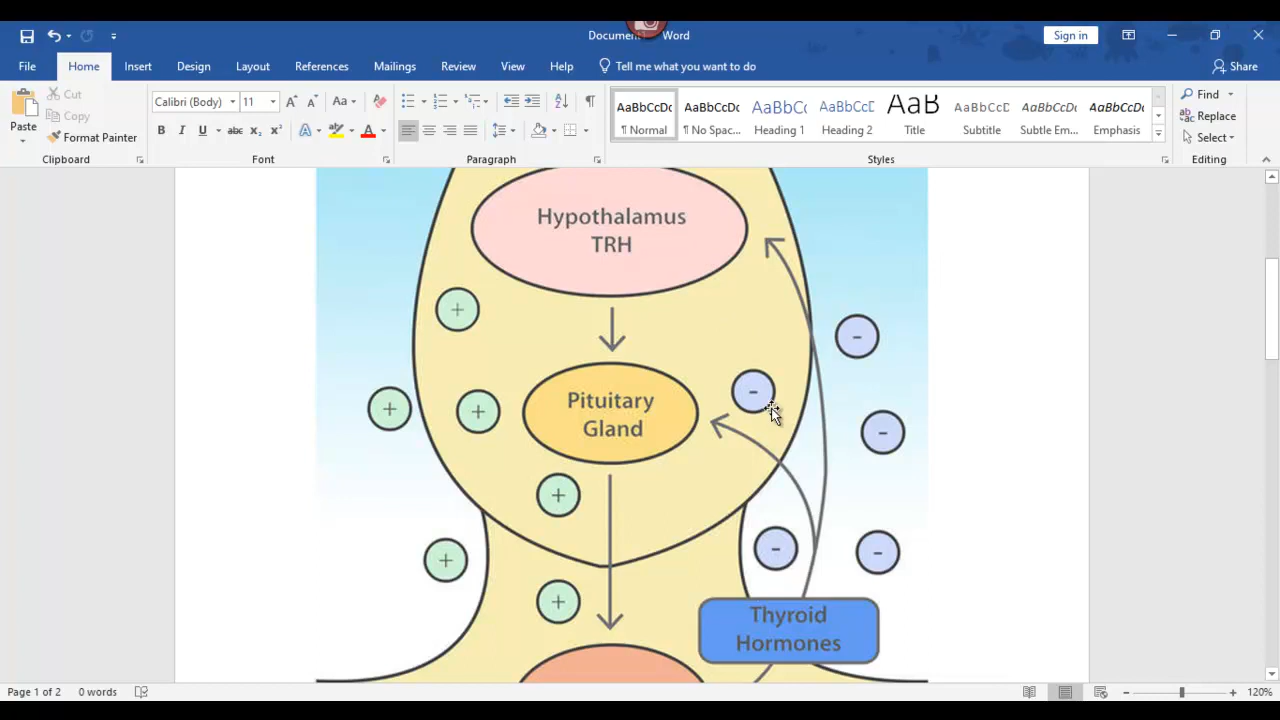 Document1 - Word
Sign in
File Home Insert Design Layout References Mailings Review View Help Tell me what you want to do Share
Paste
Cut
Copy
Format Painter
Clipboard
Calibri (Body) 11
Font
Paragraph
AaBbCcDc AaBbCcDc AaBbCc AaBbCcC AaB AaBbCcD AaBbCcDc AaBbCcDc
¶ Normal ¶ No Spac... Heading 1 Heading 2 Title Subtitle Subtle Em... Emphasis
Styles
Find
Replace
Select
Editing
Hypothalamus
TRH
+
-
Pituitary
Gland
-
+
+
-
+
+
-
-
+
Thyroid
Hormones
Page 1 of 2 0 words 120%